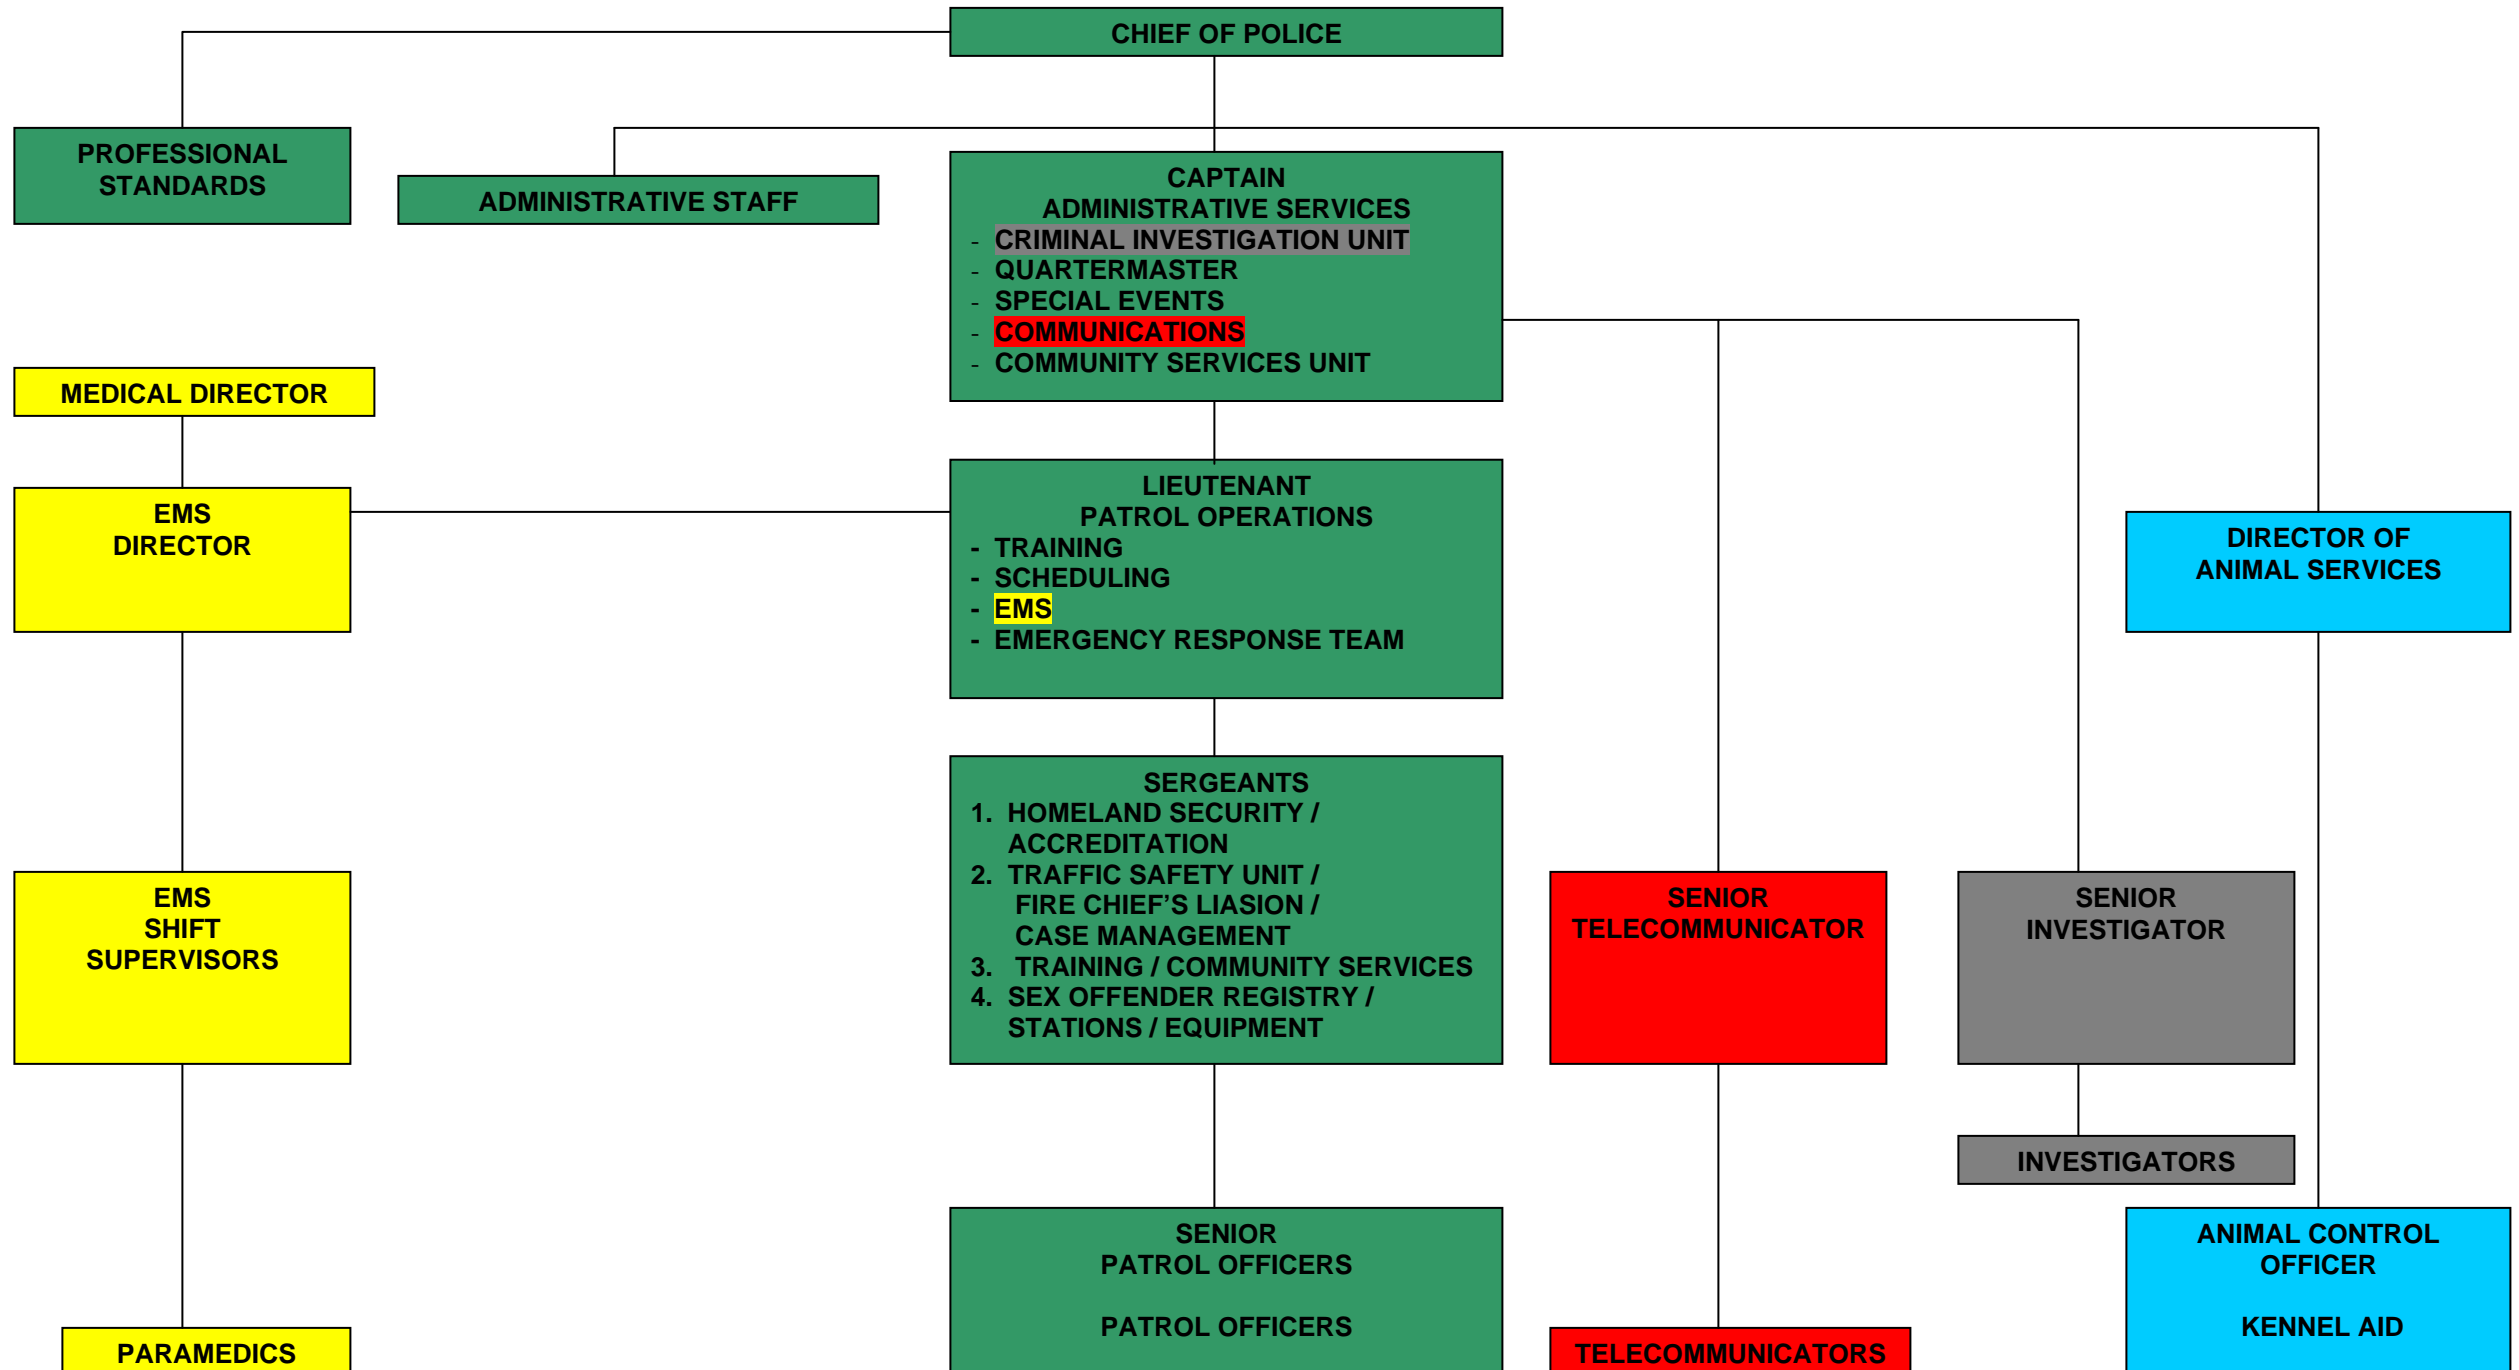 CHIEF OF POLICE
PROFESSIONAL
STANDARDS
ADMINISTRATIVE STAFF
CAPTAIN
ADMINISTRATIVE SERVICES
- CRIMINAL INVESTIGATION UNIT
- QUARTERMASTER
- SPECIAL EVENTS
- COMMUNICATIONS
- COMMUNITY SERVICES UNIT
MEDICAL DIRECTOR
EMS
DIRECTOR
LIEUTENANT
PATROL OPERATIONS
- TRAINING
- SCHEDULING
- EMS
- EMERGENCY RESPONSE TEAM
DIRECTOR OF
ANIMAL SERVICES
SERGEANTS
1. HOMELAND SECURITY /
ACCREDITATION
2. TRAFFIC SAFETY UNIT /
FIRE CHIEF’S LIASION /
CASE MANAGEMENT
3. TRAINING / COMMUNITY SERVICES
4. SEX OFFENDER REGISTRY /
STATIONS / EQUIPMENT
EMS
SHIFT
SUPERVISORS
SENIOR
TELECOMMUNICATOR
SENIOR
INVESTIGATOR
INVESTIGATORS
SENIOR
PATROL OFFICERS
PATROL OFFICERS
ANIMAL CONTROL
OFFICER
KENNEL AID
PARAMEDICS
TELECOMMUNICATORS